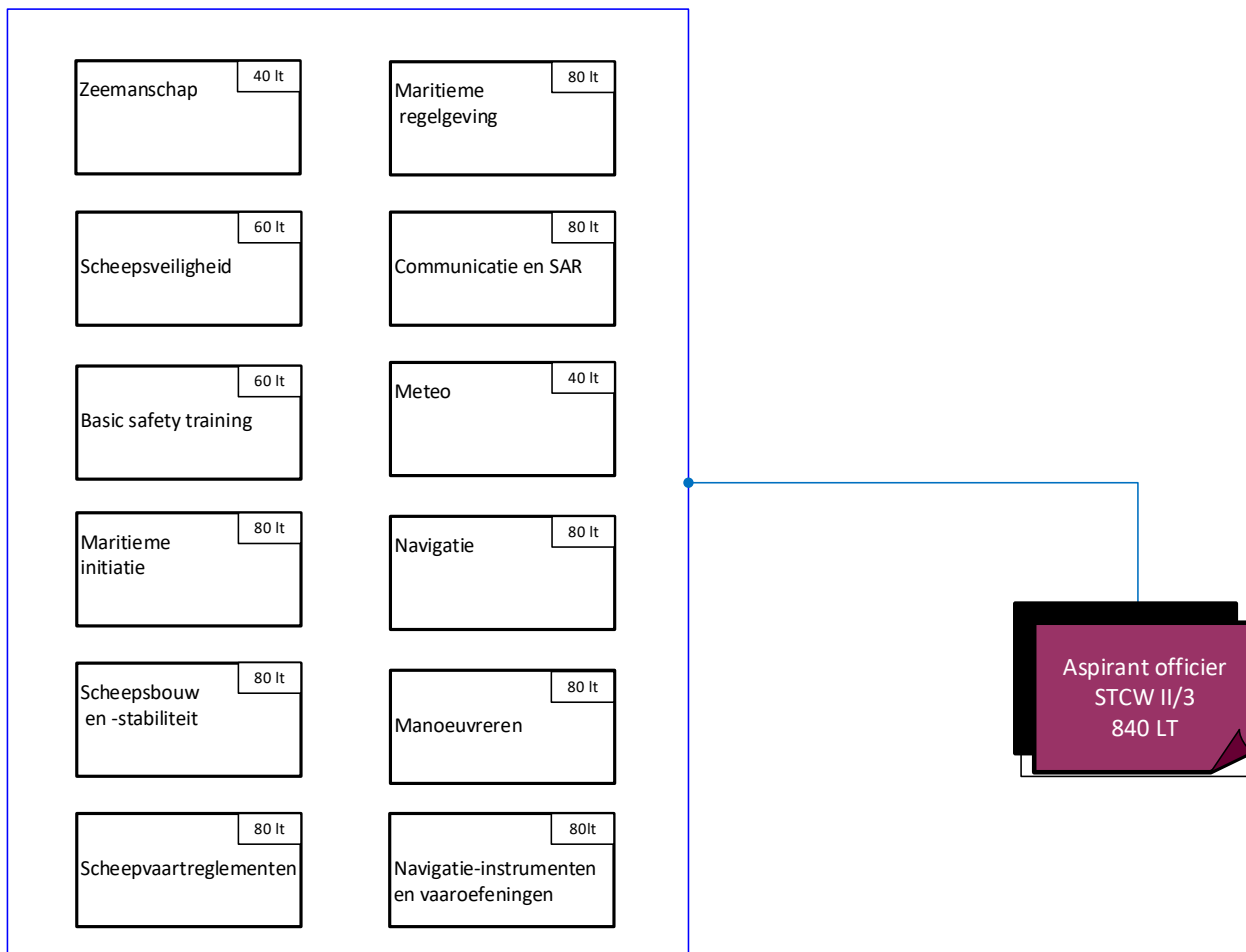 40 lt
Zeemanschap
80 lt
Maritieme
regelgeving
60 lt
Scheepsveiligheid
80 lt
Communicatie en SAR
60 lt
Basic safety training
40 lt
Meteo
80 lt
Maritieme
initiatie
80 lt
Navigatie
80 lt
Scheepsbouw
en -stabiliteit
80 lt
Manoeuvreren
80 lt
Scheepvaartreglementen
80lt
Navigatie-instrumenten
en vaaroefeningen
Aspirant officier
STCW II/3
840 LT